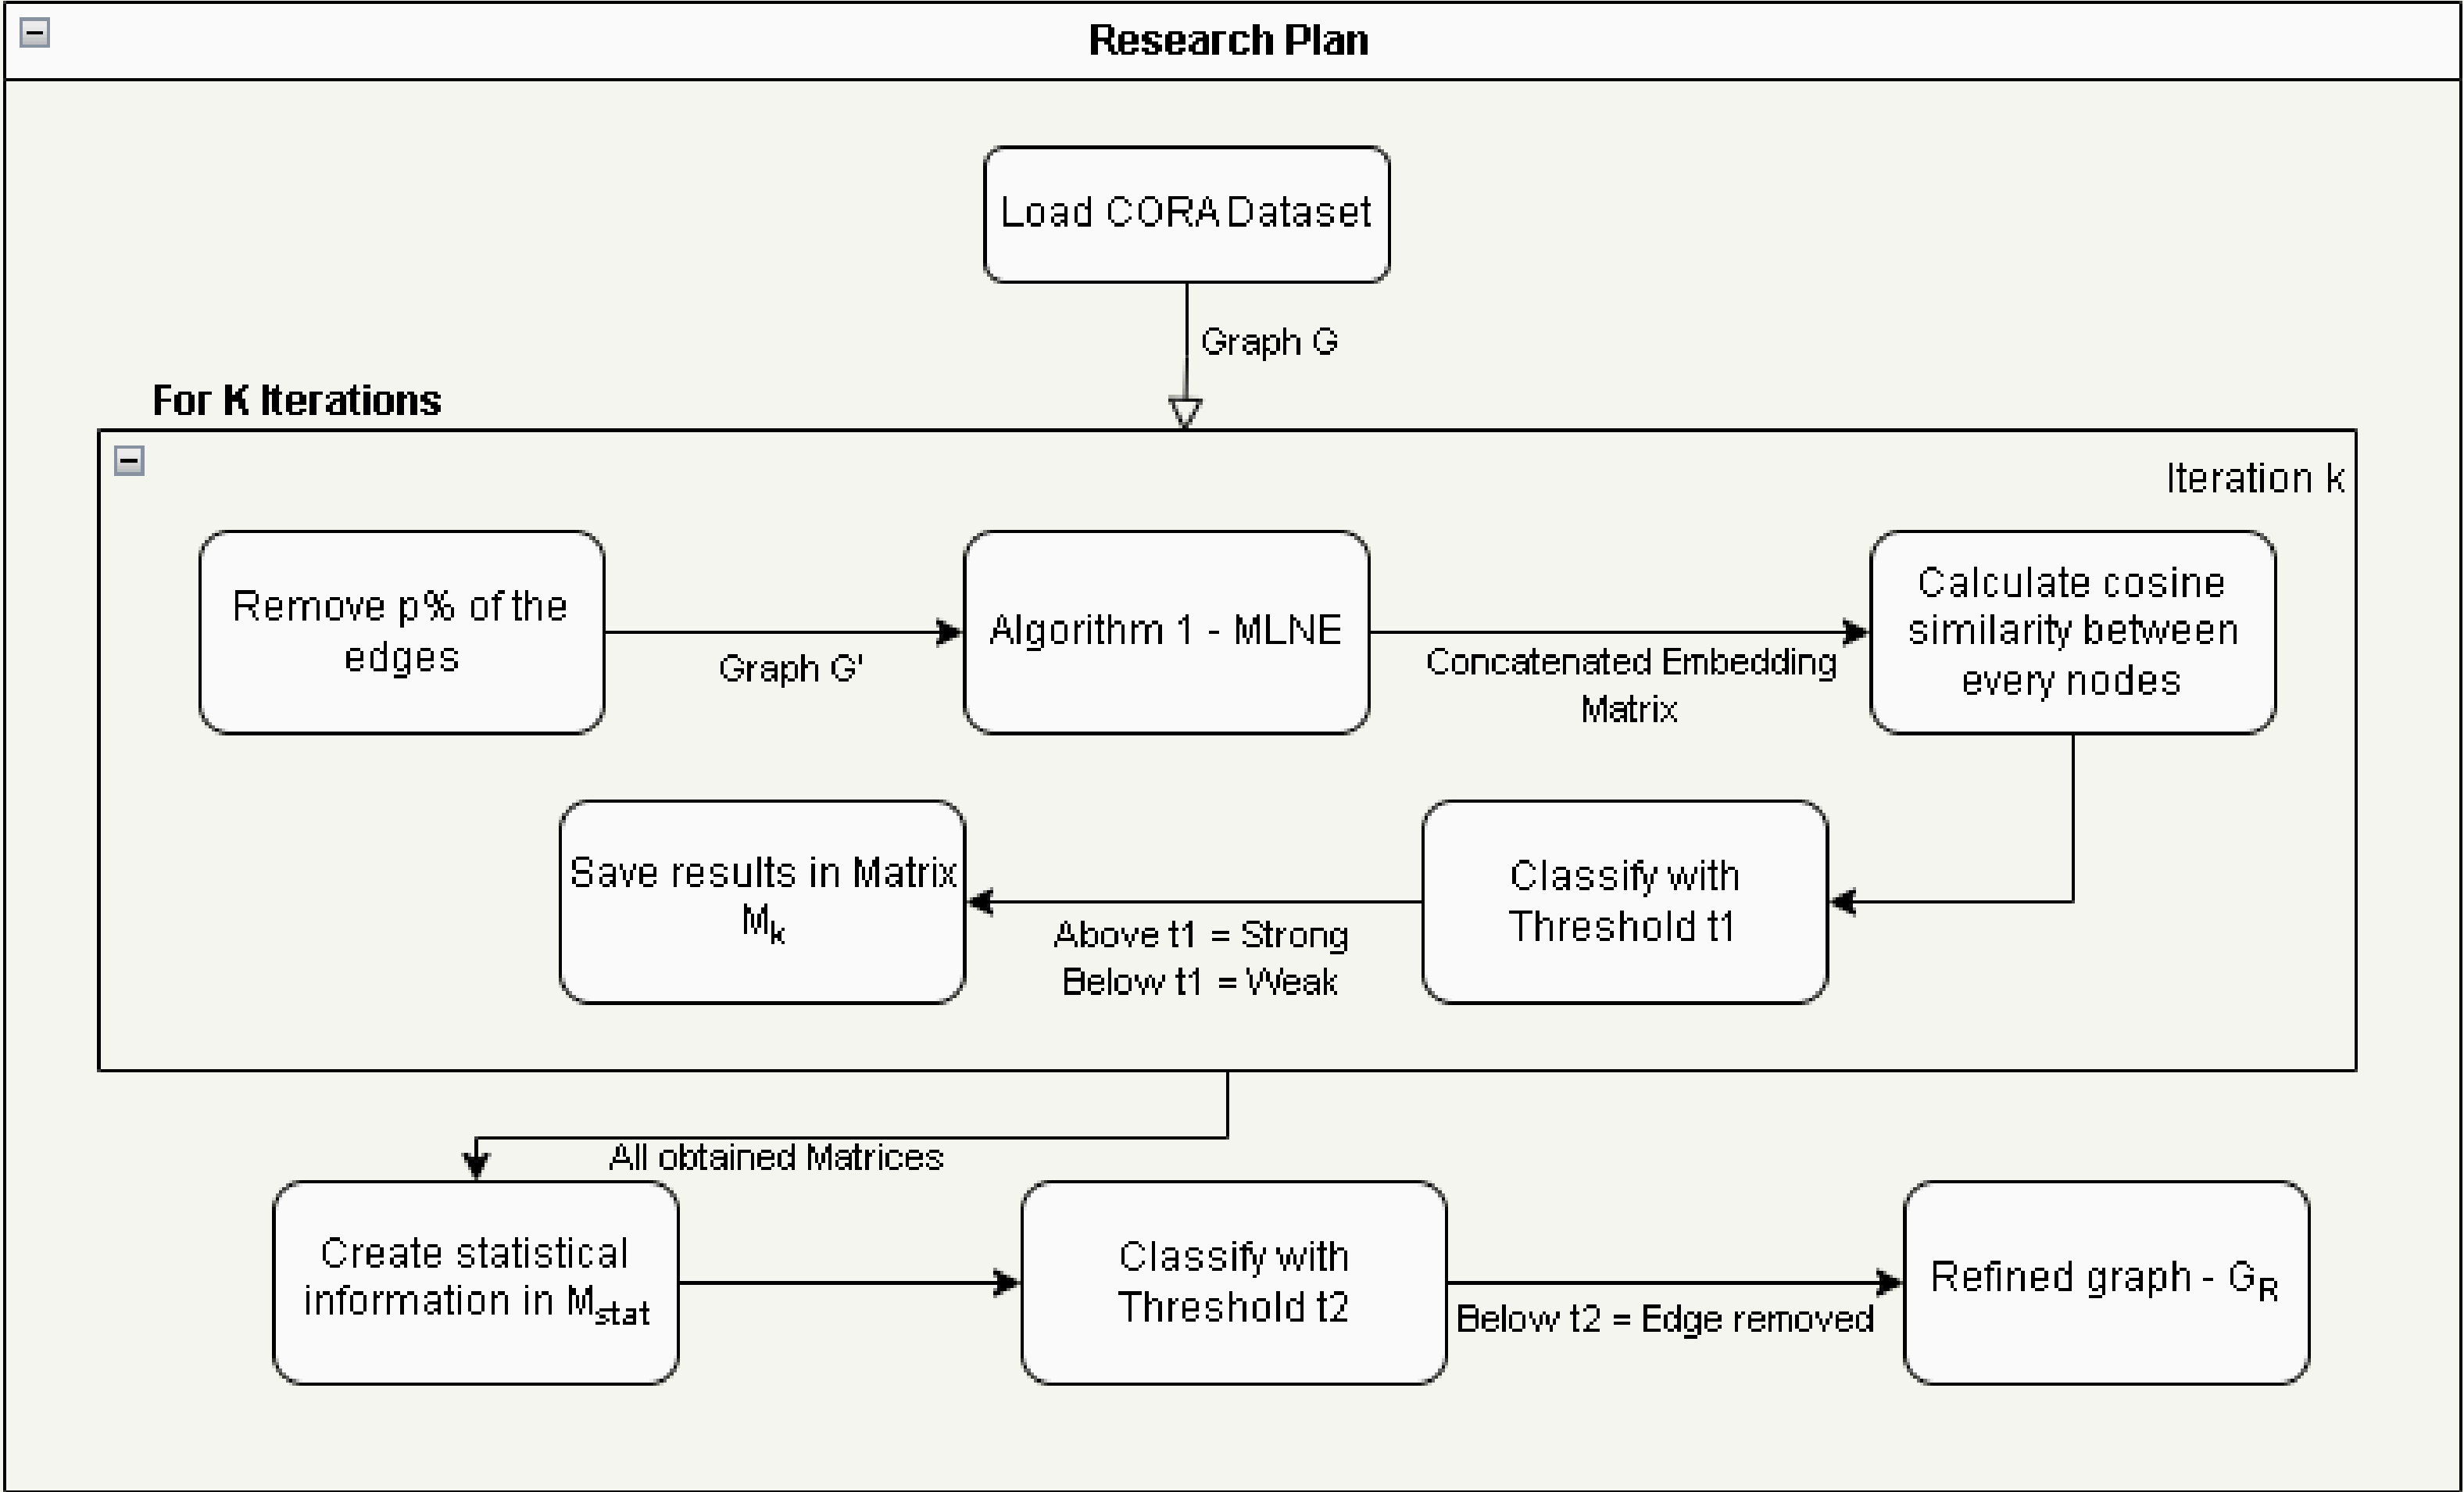 Research Plan
Load CORA Dataset
Graph G
For K Iterations
Iteration k
Remove p% of the
edges
Graph G'
Algorithm 1 - MLNE
Concatenated Embedding
Matrix
Calculate cosine
similarity between
every nodes
Classify with
Threshold t1
Above t1 = Strong
Below t1 = Weak
Save results in Matrix
Mk
All obtained Matrices
Create statistical
information in Mstat
Classify with
Threshold t2
Below t2 = Edge removed
Refined graph - GR